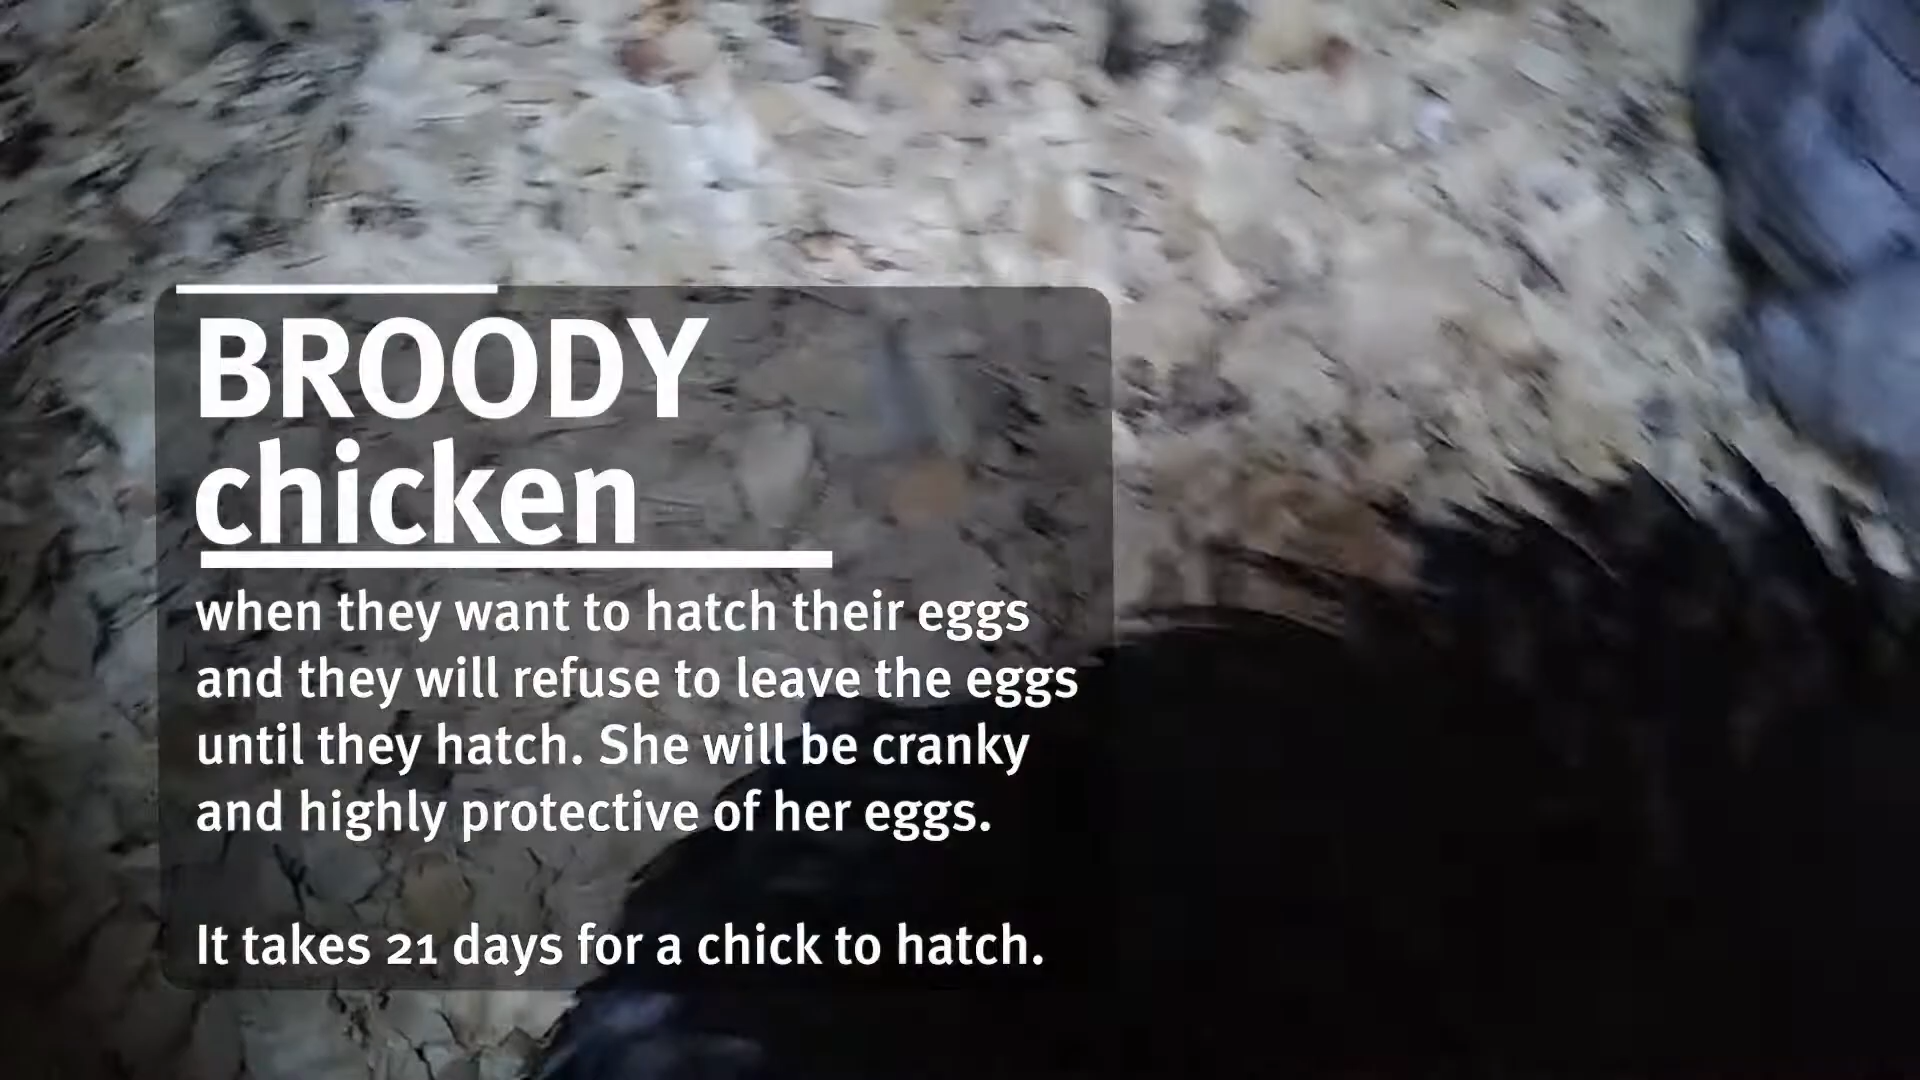 BROODY
chicken
when they want to hatch their eggs
and they will refuse to leave the eggs
until they hatch. She will be cranky
and highly protective of her eggs.
It takes 21 days for a chick to hatch.